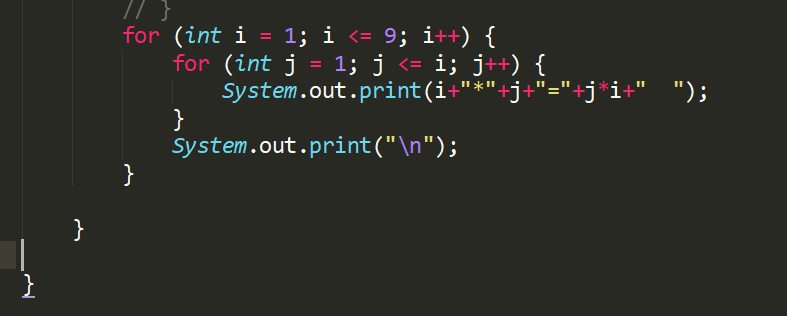 // }
for (int i = 1; i <= 9; i++) {
for (int j = 1; j <= i; j++) {
System.out.print(i+"*"+j+"="+j*i+"  ");
}
System.out.print("\n");
}
}
}